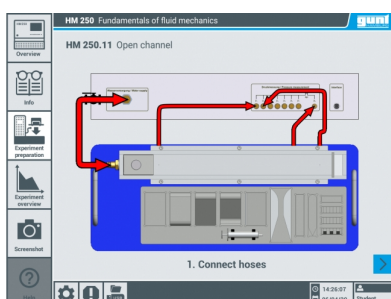 HM 250 Fundamentals of fluid mechanics
gunt
HM 250.11 Open channel
Overview
Info
Experiment
preparation
Experiment
overview
Screenshot
1. Connect hoses
14:26:07
Student